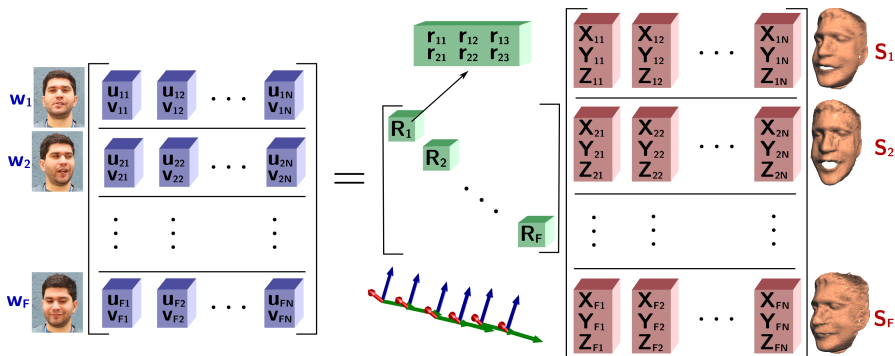 r11 r12 r13
r21 r22 r23
w1 u11 u12 ... u1N
v11 v12 v1N
w2 u21 u22 ... u2N
v21 v22 v2N
wF uF1 uF2 ... uFN
vF1 vF2 vFN
=
R1
R2
RF
X11 X12 ... X1N S1
Y11 Y12 Y1N
Z11 Z12 Z1N
X21 X22 ... X2N S2
Y21 Y22 Y2N
Z21 Z22 Z2N
XF1 XF2 ... XFN SF
YF1 YF2 YFN
ZF1 ZF2 ZFN